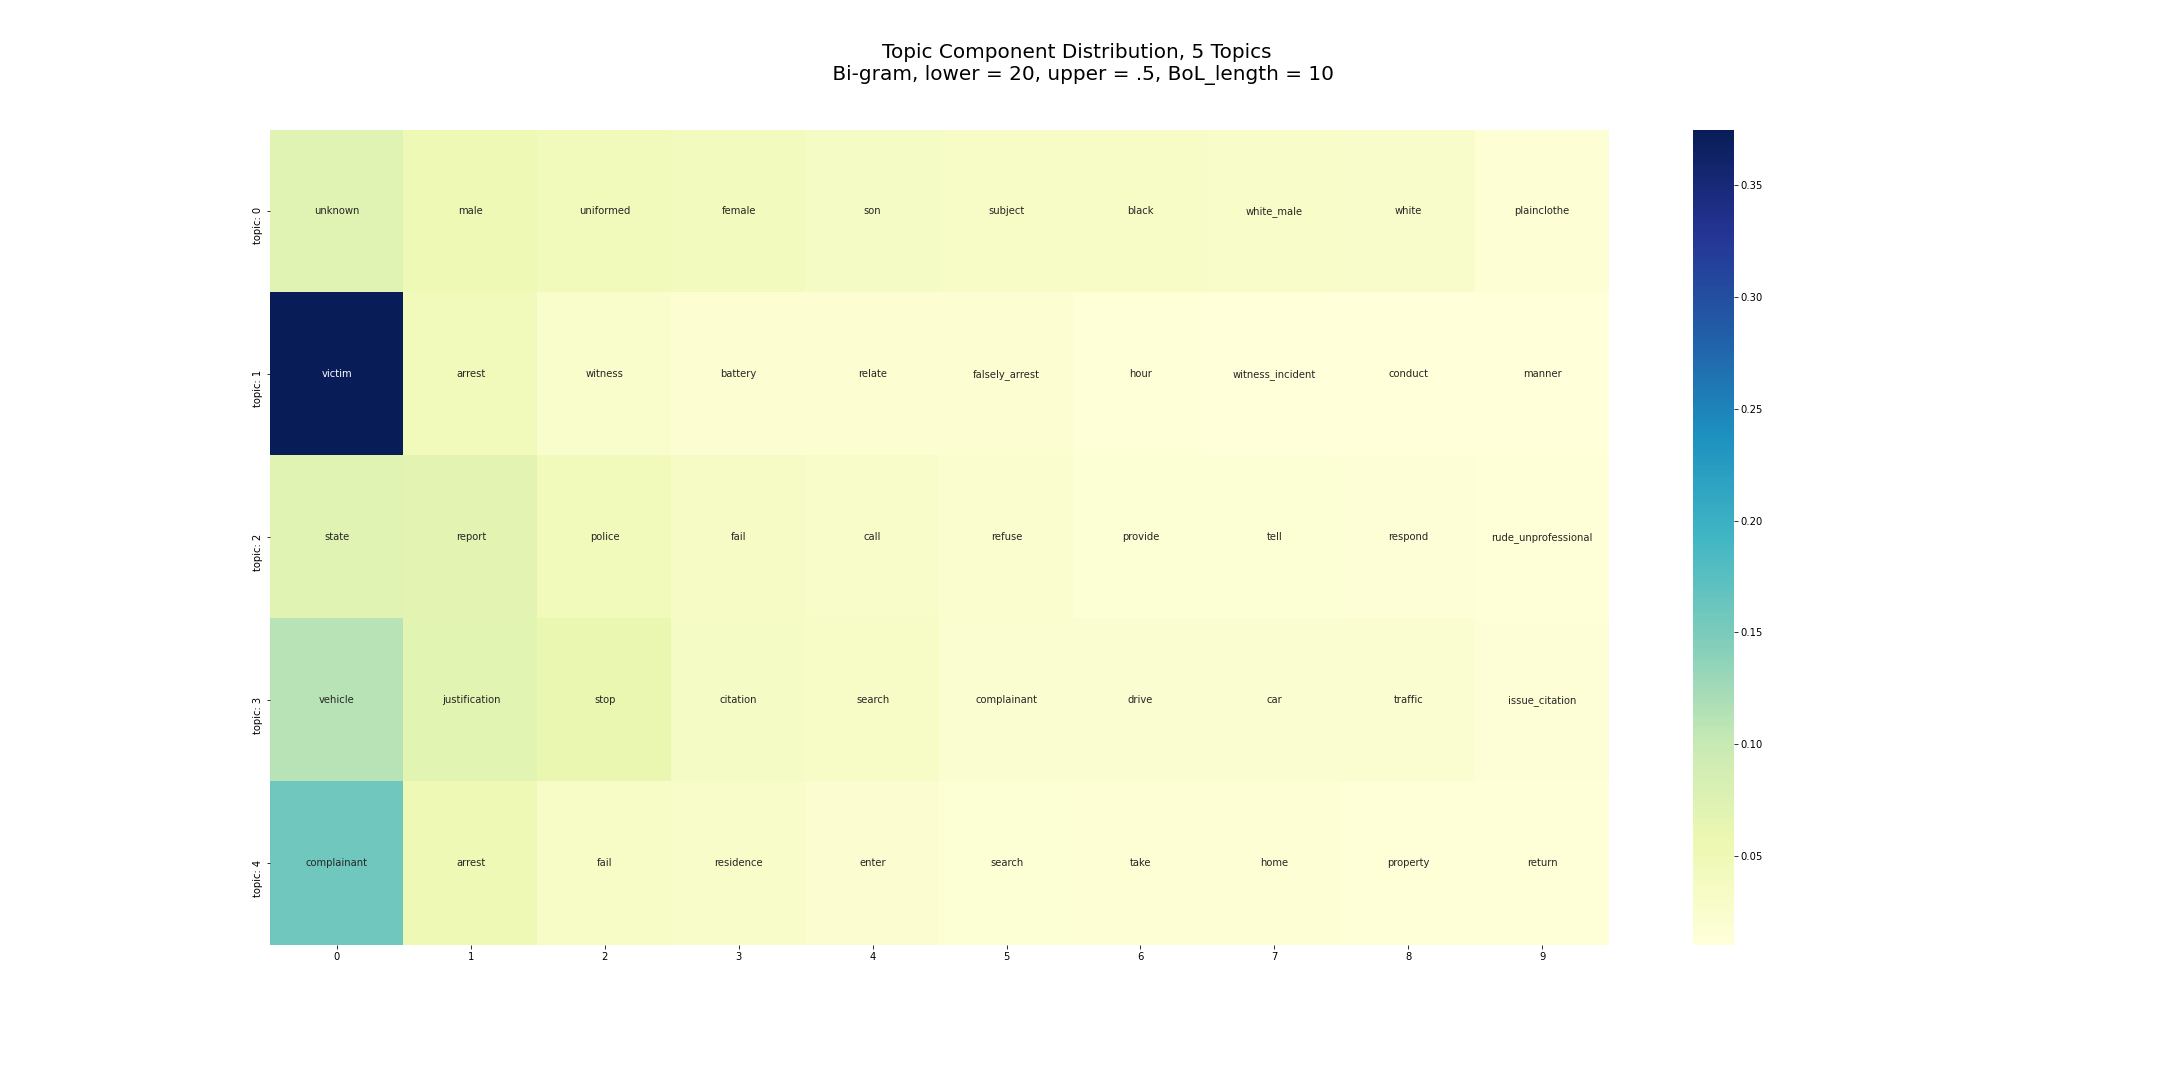 Topic Component Distribution, 5 Topics
Bi-gram, lower = 20, upper = .5, BoL_length = 10
topic: 0
unknown male uniformed female son subject black white_male white plainclothe
topic: 1
victim arrest witness battery relate falsely_arrest hour witness_incident conduct manner
topic: 2
state report police fail call refuse provide tell respond rude_unprofessional
topic: 3
vehicle justification stop citation search complainant drive car traffic issue_citation
topic: 4
complainant arrest fail residence enter search take home property return
0 1 2 3 4 5 6 7 8 9
0.35
0.30
0.25
0.20
0.15
0.10
0.05